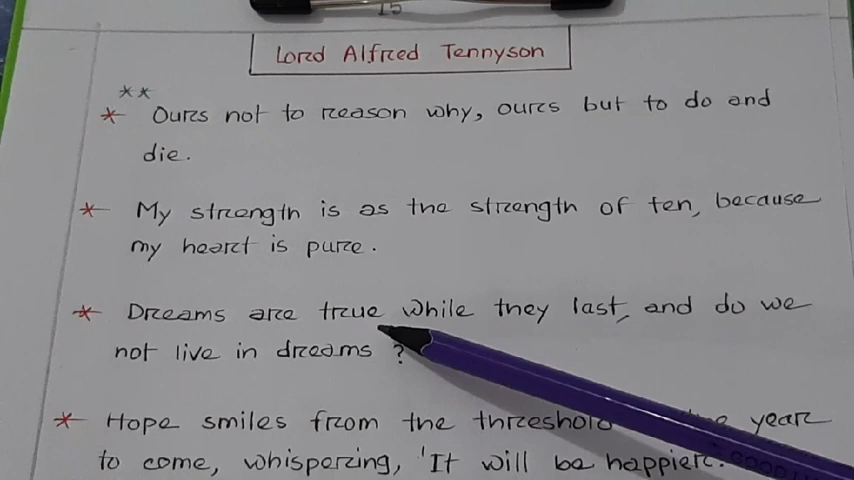 15
Lord Alfred Tennyson
**
* Ours not to reason why, ours but to do and
die.
* My strength is as the strength of ten, because
my heart is pure.
* Dreams are true while they last, and do we
not live in dreams ?
* Hope smiles from the threshold year
to come, whispering, 'It will be happier.'